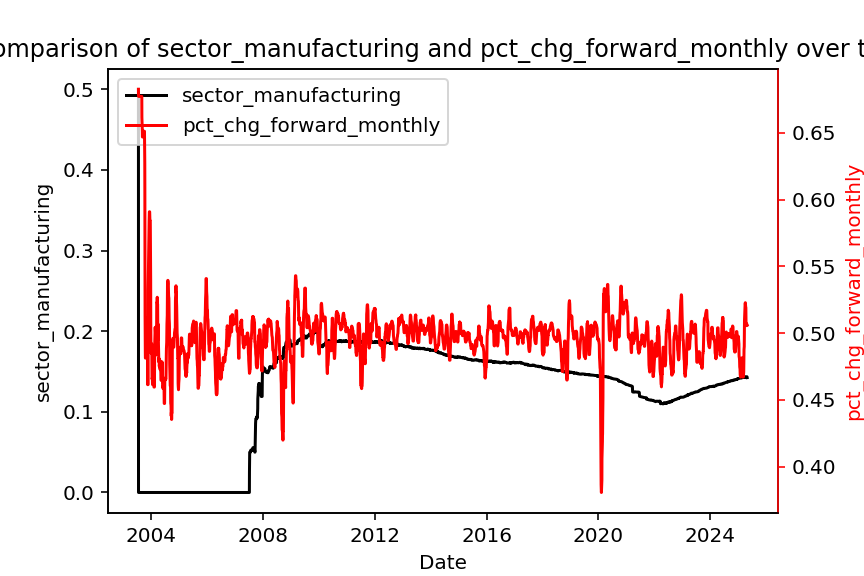 omparison of sector_manufacturing and pct_chg_forward_monthly over t
sector_manufacturing
pct_chg_forward_monthly
0.5
0.4
0.3
0.2
0.1
0.0
sector_manufacturing
0.65
0.60
0.55
0.50
0.45
0.40
pct_chg_forward_monthly
2004 2008 2012 2016 2020 2024
Date